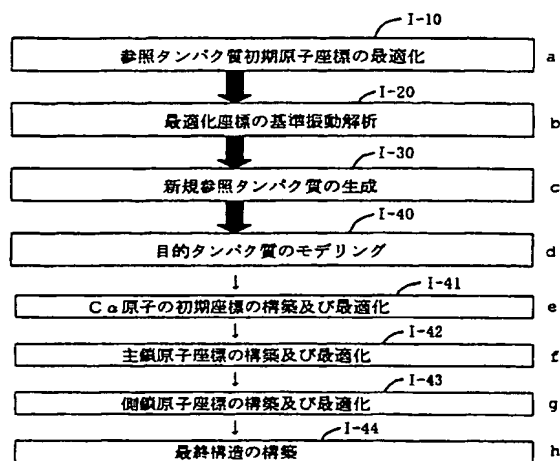 I-10
参照タンパク質初期原子座標の最適化 a
I-20
最適化座標の基準振動解析 b
I-30
新規参照タンパク質の生成 c
I-40
目的タンパク質のモデリング d
I-41
Cα原子の初期座標の構築及び最適化 e
I-42
主鎖原子座標の構築及び最適化 f
I-43
側鎖原子座標の構築及び最適化 g
I-44
最終構造の構築 h